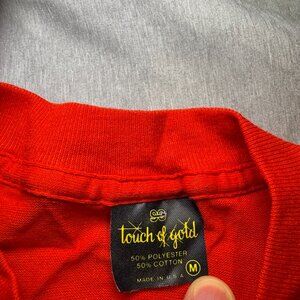 touch of gold
50% POLYESTER
50% COTTON
M
MADE IN U.S.A.